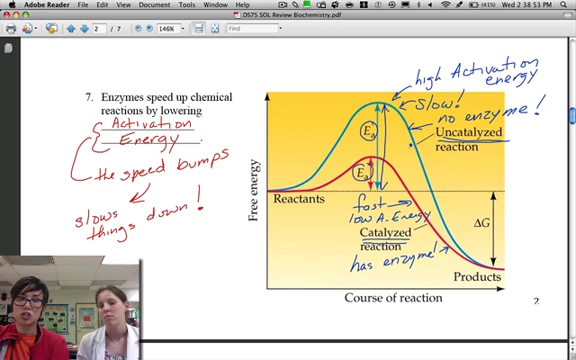 Adobe Reader File Edit View Document Tools Window Help
Wed 2 38 53 PM
DS75 SOL Review Biochemistry.pdf
2 / 7 146% Find
7. Enzymes speed up chemical
reactions by lowering
Activation
Energy
the speed bumps
slows
things down!
high Activation
energy
slow!
no enzyme!
Uncatalyzed
reaction
Ea
Ea
Free energy
Reactants
fast
low A. Energy
Catalyzed
reaction
has enzyme!
ΔG
Products
Course of reaction
2